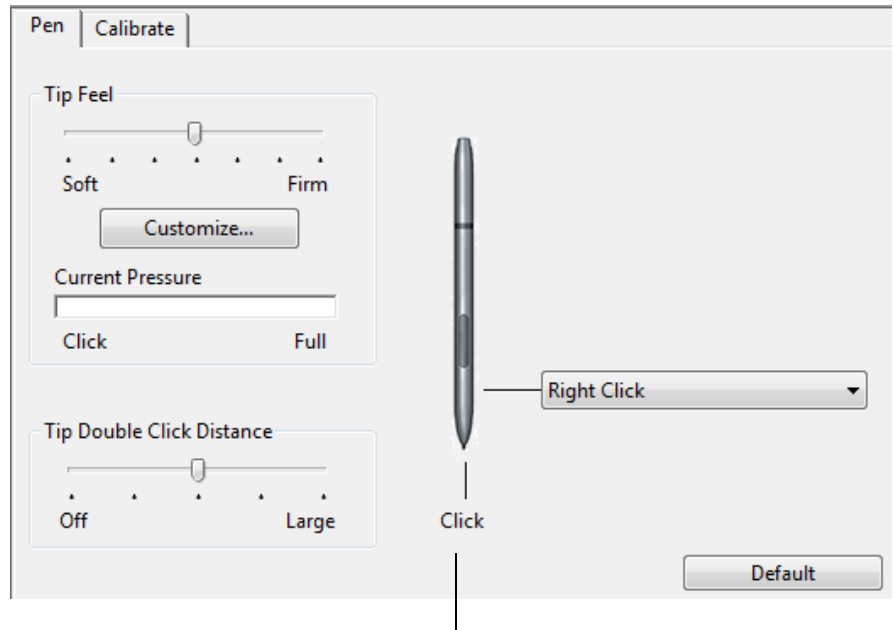 Pen
Calibrate
Tip Feel
Soft
Firm
Customize...
Current Pressure
Click
Full
Right Click
Tip Double Click Distance
Off
Large
Click
Default